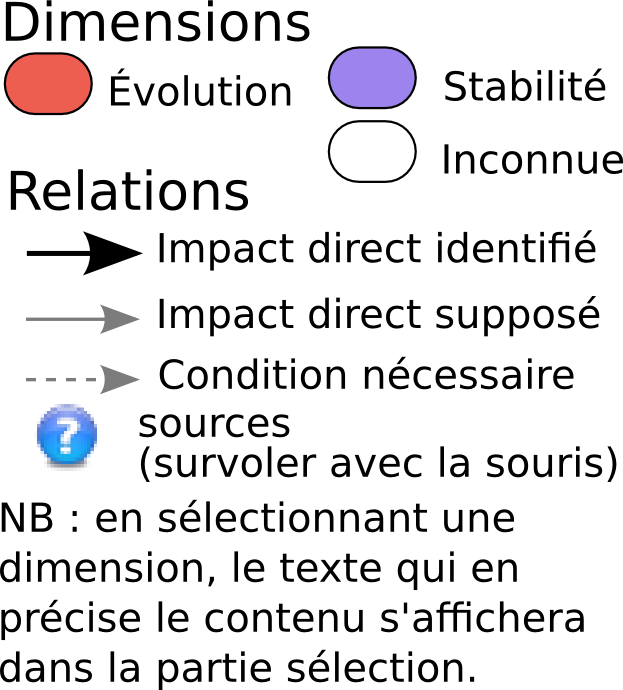 Dimensions
Évolution
Stabilité
Inconnue
Relations
Impact direct identifié
Impact direct supposé
Condition nécessaire
?
sources
(survoler avec la souris)
NB : en sélectionnant une
dimension, le texte qui en
précise le contenu s'affichera
dans la partie sélection.